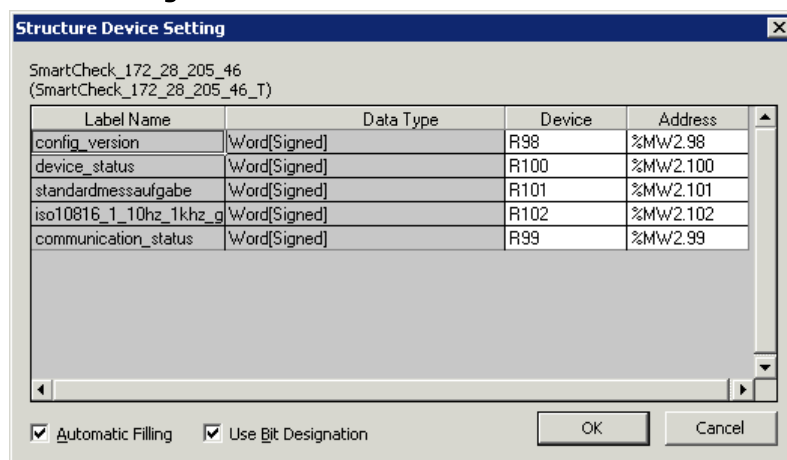 Structure Device Setting
SmartCheck_172_28_205_46
(SmartCheck_172_28_205_46_T)
Label Name Data Type Device Address
config_version Word[Signed] R98 %MW2.98
device_status Word[Signed] R100 %MW2.100
standardmessaufgabe Word[Signed] R101 %MW2.101
iso10816_1_10hz_1khz_g Word[Signed] R102 %MW2.102
communication_status Word[Signed] R99 %MW2.99
Automatic Filling Use Bit Designation OK Cancel